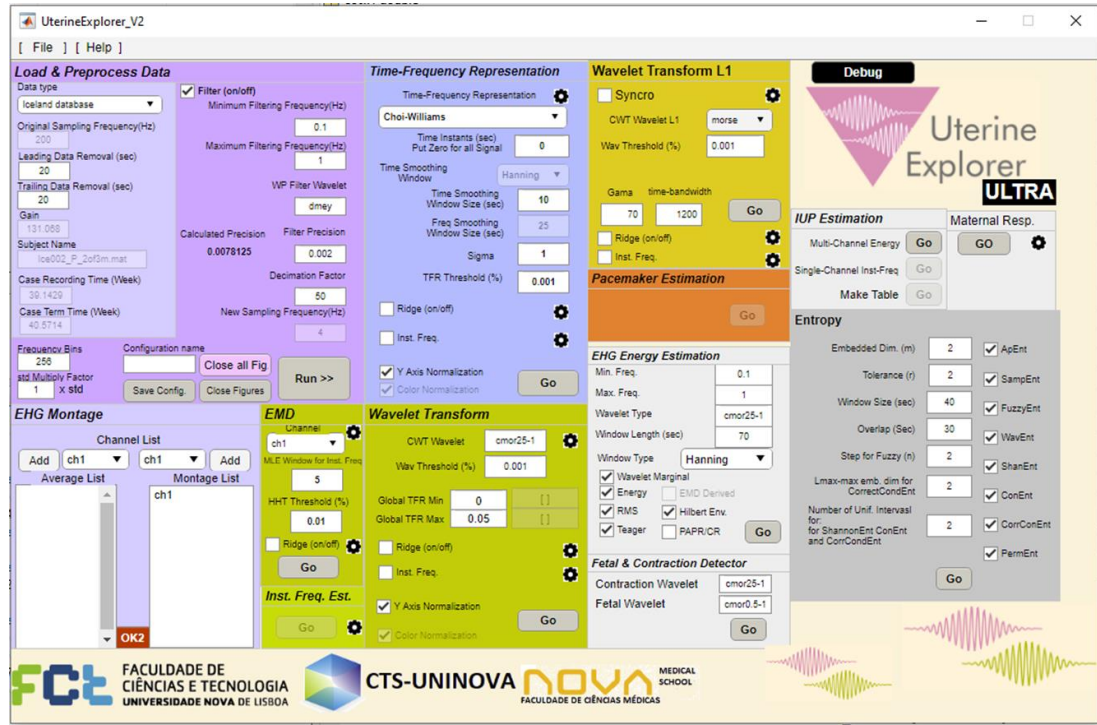 UterineExplorer_V2
[ File ] [ Help ]
Load & Preprocess Data
Data type
Iceland database
Original Sampling Frequency(Hz)
200
Leading Data Removal (sec)
20
Trailing Data Removal (sec)
20
Gain
131.068
Subject Name
Ice002_P_2of3m.mat
Case Recording Time (Week)
39.1429
Case Term Time (Week)
40.5714
Filter (on/off)
Minimum Filtering Frequency(Hz)
0.1
Maximum Filtering Frequency(Hz)
1
WP Filter Wavelet
dmey
Calculated Precision Filter Precision
0.0078125 0.002
Decimation Factor
50
New Sampling Frequency(Hz)
4
Frequency Bins
256
std Multiply Factor
1 x std
Configuration name
Close all Fig
Save Config.
Close Figures
Run >>
EHG Montage
Channel List
Add ch1 ch1 Add
Average List Montage List
ch1
OK2
EMD
Channel
ch1
MLE Window for Inst. Freq
5
HHT Threshold (%)
0.01
Ridge (on/off)
Go
Inst. Freq. Est.
Go
Time-Frequency Representation
Time-Frequency Representation
Choi-Williams
Time Instants (sec)
Put Zero for all Signal 0
Time Smoothing
Window Hanning
Time Smoothing
Window Size (sec) 10
Freq Smoothing
Window Size (sec) 25
Sigma 1
TFR Threshold (%) 0.001
Ridge (on/off)
Inst. Freq.
Y Axis Normalization
Color Normalization
Go
Wavelet Transform
CWT Wavelet cmor25-1
Wav Threshold (%) 0.001
Global TFR Min 0 [ ]
Global TFR Max 0.05 [ ]
Ridge (on/off)
Inst. Freq.
Y Axis Normalization
Color Normalization
Go
Wavelet Transform L1
Syncro
CWT Wavelet L1 morse
Wav Threshold (%) 0.001
Gama time-bandwidth
70 1200 Go
Ridge (on/off)
Inst. Freq.
Pacemaker Estimation
Go
EHG Energy Estimation
Min. Freq. 0.1
Max. Freq. 1
Wavelet Type cmor25-1
Window Length (sec) 70
Window Type Hanning
Wavelet Marginal
Energy EMD Derived
RMS Hilbert Env.
Teager PAPR/CR Go
Fetal & Contraction Detector
Contraction Wavelet cmor25-1
Fetal Wavelet cmor0.5-1
Go
Debug
Uterine
Explorer
ULTRA
IUP Estimation
Multi-Channel Energy Go
Single-Channel Inst-Freq Go
Make Table Go
Maternal Resp.
GO
Entropy
Embedded Dim. (m) 2 ApEnt
Tolerance (r) 2 SampEnt
Window Size (sec) 40 FuzzyEnt
Overlap (Sec) 30 WavEnt
Step for Fuzzy (n) 2 ShanEnt
Lmax-max emb. dim for
CorrectCondEnt 2 ConEnt
Number of Unif. Intervasl
for:
for ShannonEnt ConEnt
and CorrCondEnt 2 CorrConEnt
PermEnt
Go
FCT
FACULDADE DE
CIÊNCIAS E TECNOLOGIA
UNIVERSIDADE NOVA DE LISBOA
CTS-UNINOVA
NOVA MEDICAL
SCHOOL
FACULDADE DE CIÊNCIAS MÉDICAS